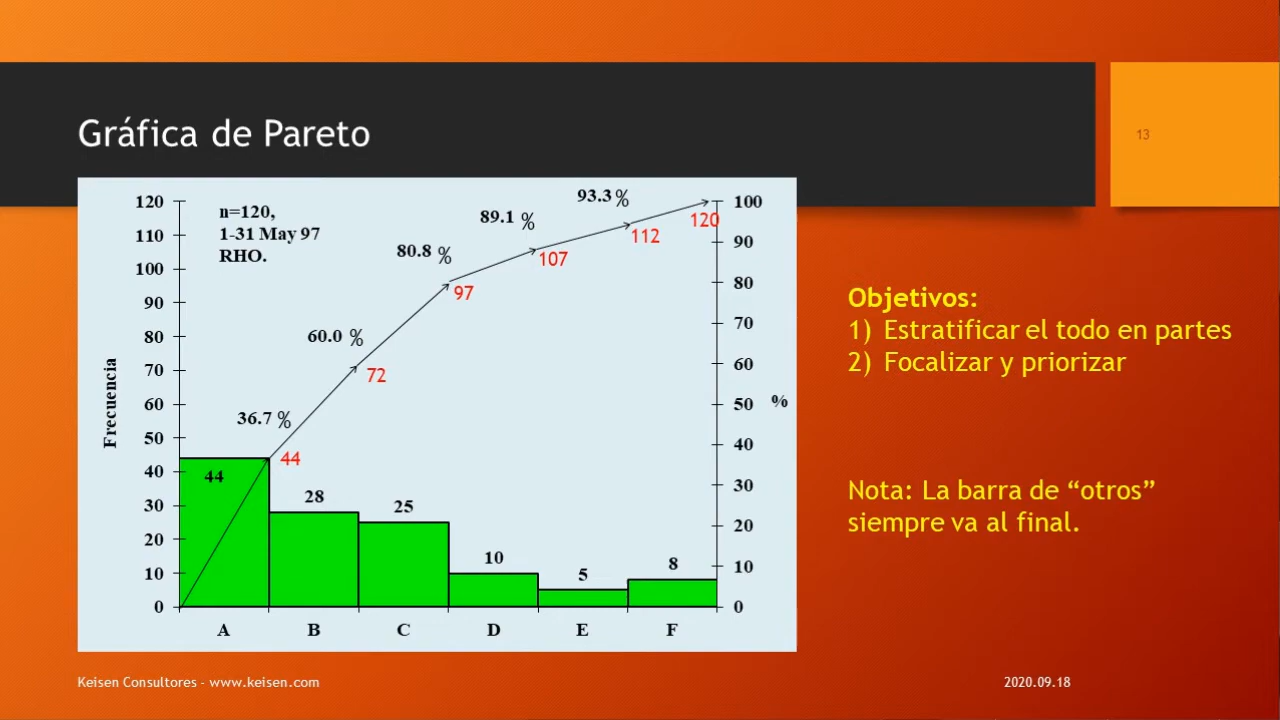 Gráfica de Pareto
13
n=120,
1-31 May 97
RHO.
120
110
100
90
80
70
60
50
40
30
20
10
0
Frecuencia
36.7 %
60.0 %
80.8 %
89.1 %
93.3 %
44
72
97
107
112
120
44
28
25
10
5
8
A
B
C
D
E
F
100
90
80
70
60
50
40
30
20
10
0
%
Objetivos:
1) Estratificar el todo en partes
2) Focalizar y priorizar
Nota: La barra de “otros”
siempre va al final.
Keisen Consultores - www.keisen.com
2020.09.18